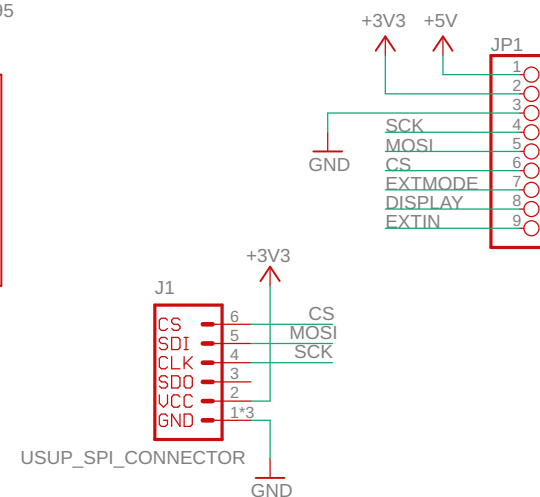 95
+3V3 +5V
JP1
1
2
3
SCK 4
MOSI 5
GND CS 6
EXTMODE 7
DISPLAY 8
EXTIN 9
+3V3
J1
CS 6 CS
SDI 5 MOSI
CLK 4 SCK
SDO 3
VCC 2
GND 1*3
USUP_SPI_CONNECTOR
GND